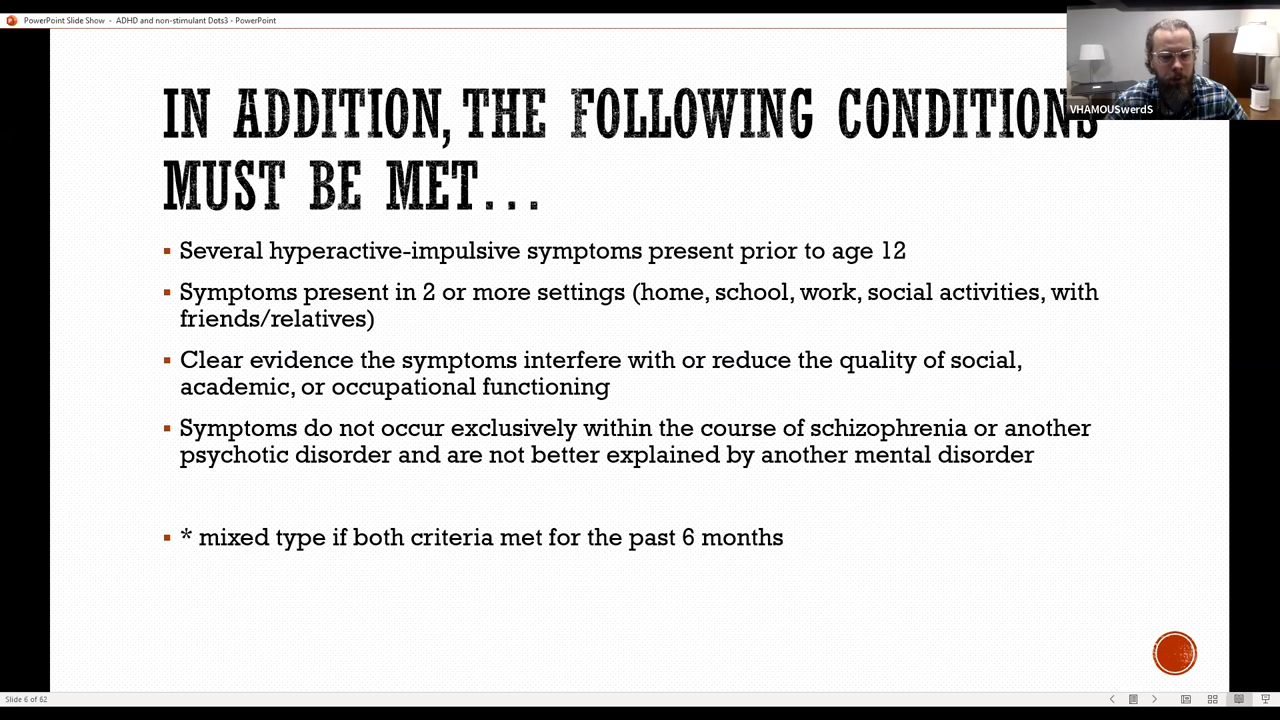 PowerPoint Slide Show - ADHD and non-stimulant Dots3 - PowerPoint
VHAMOUSwerdS
IN ADDITION, THE FOLLOWING CONDITIONS
MUST BE MET...
Several hyperactive-impulsive symptoms present prior to age 12
Symptoms present in 2 or more settings (home, school, work, social activities, with
friends/relatives)
Clear evidence the symptoms interfere with or reduce the quality of social,
academic, or occupational functioning
Symptoms do not occur exclusively within the course of schizophrenia or another
psychotic disorder and are not better explained by another mental disorder
* mixed type if both criteria met for the past 6 months
Slide 6 of 62